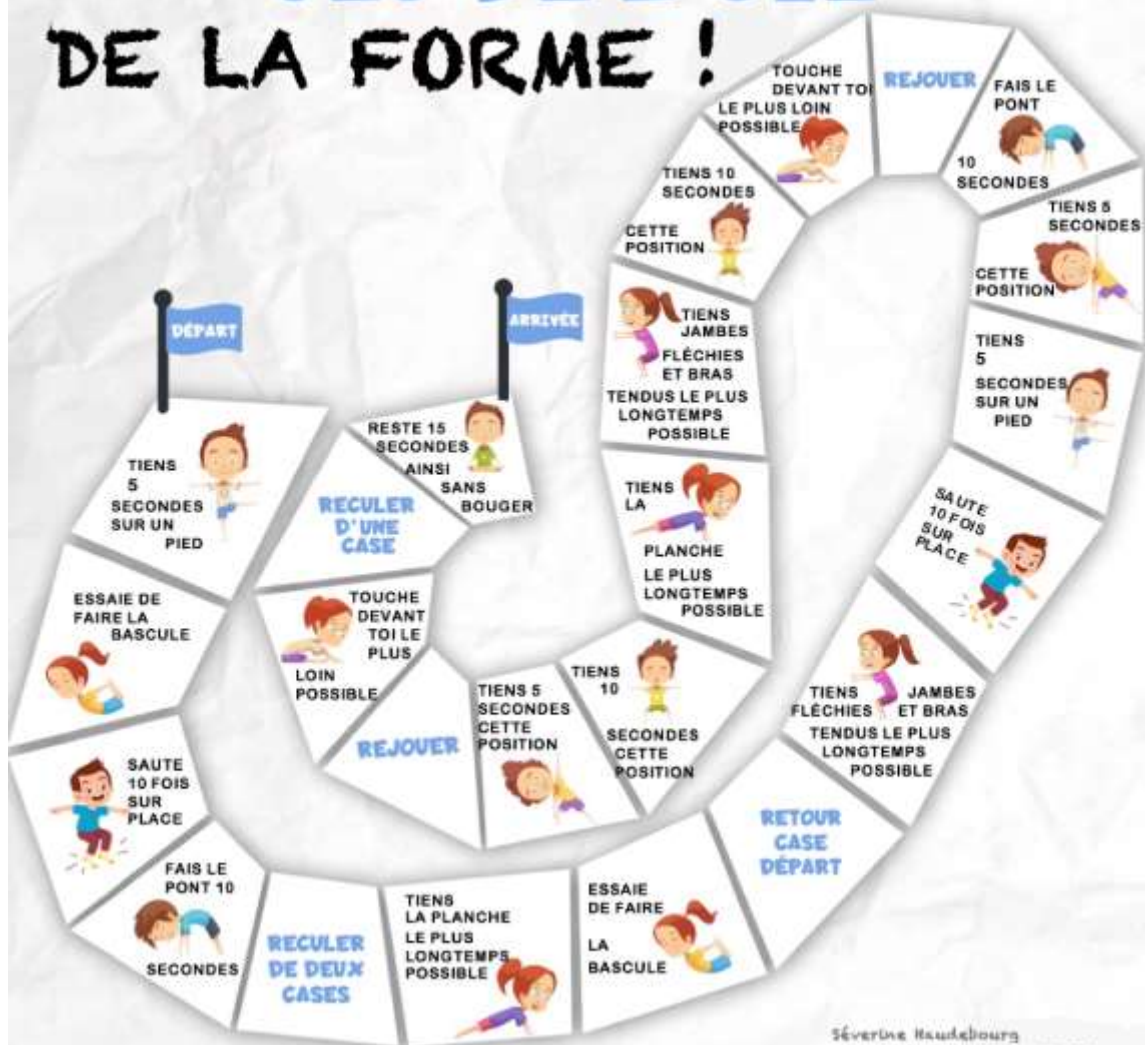 DE LA FORME !
DÉPART
TIENS
5
SECONDES
SUR UN
PIED
ESSAIE DE
FAIRE LA
BASCULE
SAUTE
10 FOIS
SUR
PLACE
FAIS LE
PONT 10
SECONDES
RECULER
DE DEUX
CASES
TIENS
LA PLANCHE
LE PLUS
LONGTEMPS
POSSIBLE
ESSAIE
DE FAIRE
LA
BASCULE
RETOUR
CASE
DÉPART
TIENS JAMBES
FLÉCHIES ET BRAS
TENDUS LE PLUS
LONGTEMPS
POSSIBLE
SAUTE
10 FOIS
SUR
PLACE
TIENS
5
SECONDES
SUR UN
PIED
TIENS 5
SECONDES
CETTE
POSITION
FAIS LE
PONT
10
SECONDES
REJOUER
TOUCHE
DEVANT TOI
LE PLUS LOIN
POSSIBLE
TIENS 10
SECONDES
CETTE
POSITION
TIENS
JAMBES
FLÉCHIES
ET BRAS
TENDUS LE PLUS
LONGTEMPS
POSSIBLE
TIENS
LA
PLANCHE
LE PLUS
LONGTEMPS
POSSIBLE
TIENS
10
SECONDES
CETTE
POSITION
TIENS 5
SECONDES
CETTE
POSITION
REJOUER
TOUCHE
DEVANT
TOI LE
PLUS
LOIN
POSSIBLE
RECULER
D'UNE
CASE
RESTE 15
SECONDES
AINSI
SANS
BOUGER
ARRIVÉE
Séverine Haudebourg